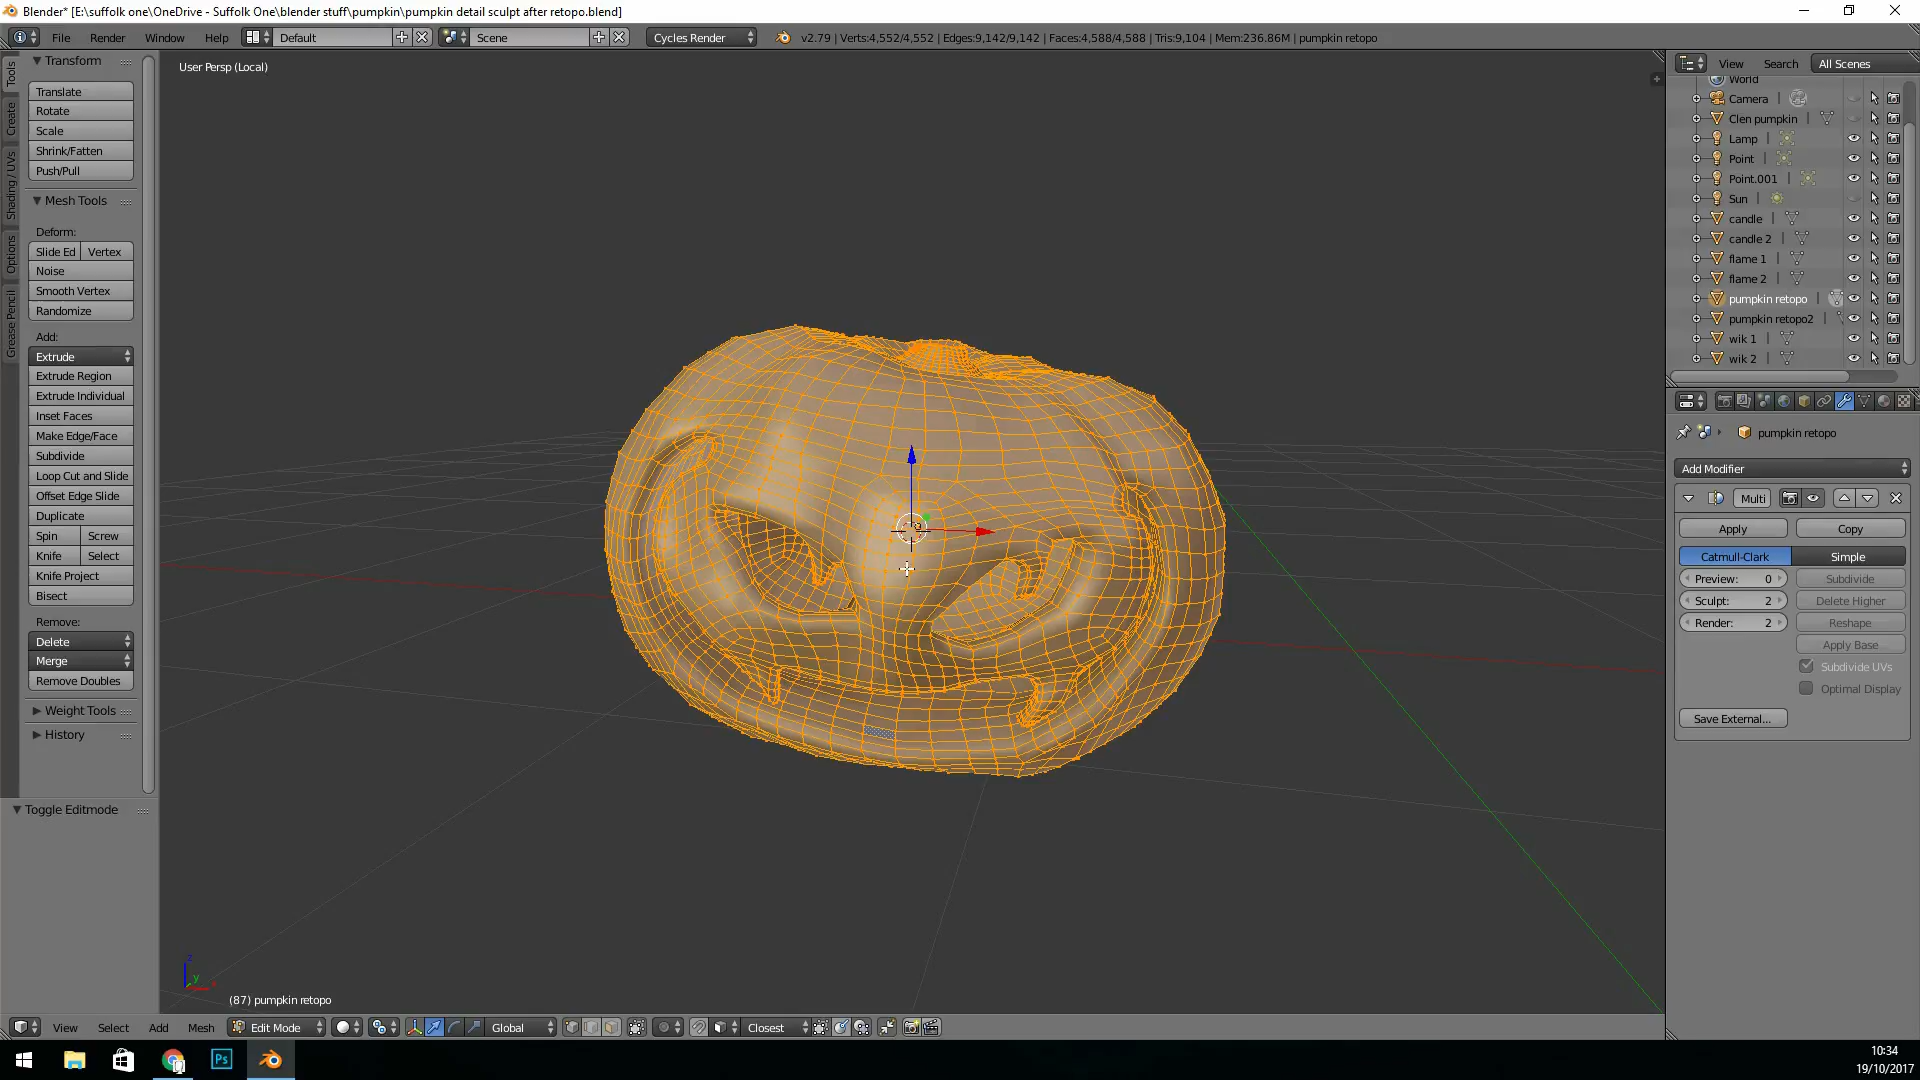 Blender* [E:\suffolk one\OneDrive - Suffolk One\blender stuff\pumpkin\pumpkin detail sculpt after retopo.blend]
File Render Window Help Default Scene Cycles Render v2.79 | Verts:4,552/4,552 | Edges:9,142/9,142 | Faces:4,588/4,588 | Tris:9,104 | Mem:236.86M | pumpkin retopo
Tools
Create
Shading / UVs
Options
Grease Pencil
Transform
Translate
Rotate
Scale
Shrink/Fatten
Push/Pull
Mesh Tools
Deform:
Slide Ed Vertex
Noise
Smooth Vertex
Randomize
Add:
Extrude
Extrude Region
Extrude Individual
Inset Faces
Make Edge/Face
Subdivide
Loop Cut and Slide
Offset Edge Slide
Duplicate
Spin Screw
Knife Select
Knife Project
Bisect
Remove:
Delete
Merge
Remove Doubles
Weight Tools
History
Toggle Editmode
User Persp (Local)
z
y
x
(87) pumpkin retopo
View Select Add Mesh Edit Mode Global Closest
View Search All Scenes
World
Camera
Clen pumpkin
Lamp
Point
Point.001
Sun
candle
candle 2
flame 1
flame 2
pumpkin retopo
pumpkin retopo2
wik 1
wik 2
pumpkin retopo
Add Modifier
Multi
Apply Copy
Catmull-Clark Simple
Preview: 0 Subdivide
Sculpt: 2 Delete Higher
Render: 2 Reshape
Apply Base
Subdivide UVs
Optimal Display
Save External...
Ps
10:34
19/10/2017